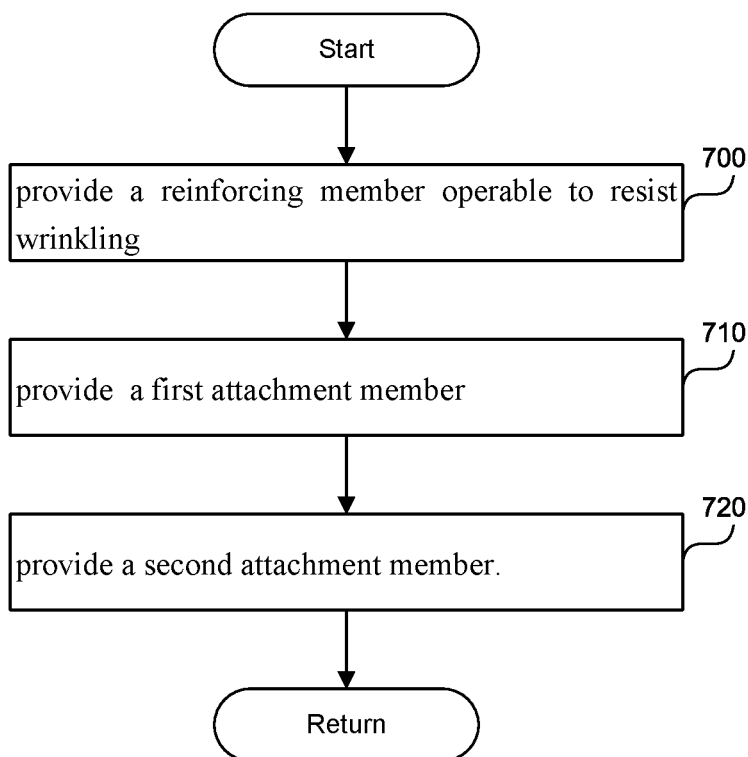 Start
700
provide a reinforcing member operable to resist
wrinkling
710
provide a first attachment member
720
provide a second attachment member.
Return